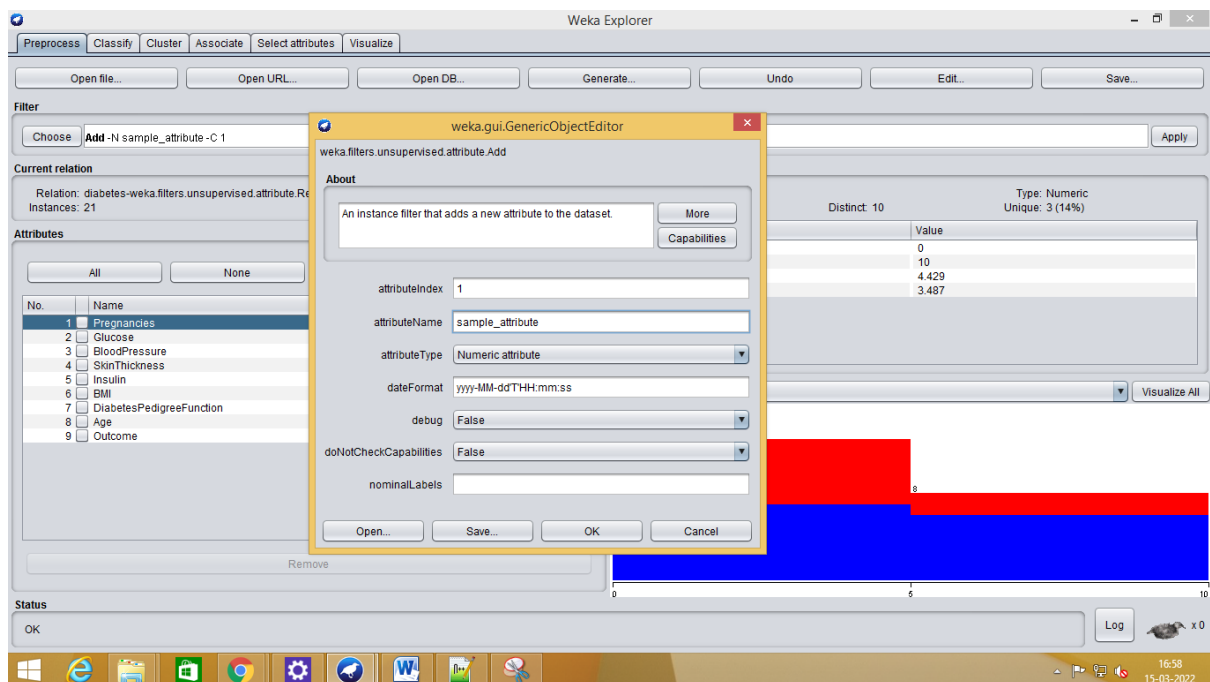 Weka Explorer
Preprocess Classify Cluster Associate Select attributes Visualize
Open file... Open URL... Open DB... Generate... Undo Edit... Save...
Filter
Choose Add -N sample_attribute -C 1 Apply
Current relation
Relation: diabetes-weka.filters.unsupervised.attribute.Re
Instances: 21
Attributes
All None
No. Name
1 Pregnancies
2 Glucose
3 BloodPressure
4 SkinThickness
5 Insulin
6 BMI
7 DiabetesPedigreeFunction
8 Age
9 Outcome
Remove
weka.gui.GenericObjectEditor
weka.filters.unsupervised.attribute.Add
About
An instance filter that adds a new attribute to the dataset.
More
Capabilities
attributeIndex 1
attributeName sample_attribute
attributeType Numeric attribute
dateFormat yyyy-MM-dd'T'HH:mm:ss
debug False
doNotCheckCapabilities False
nominalLabels
Open... Save... OK Cancel
Type: Numeric
Distinct: 10 Unique: 3 (14%)
Value
0
10
4.429
3.487
Visualize All
8
0 5 10
Status
OK
Log x 0
16:58
15-03-2022